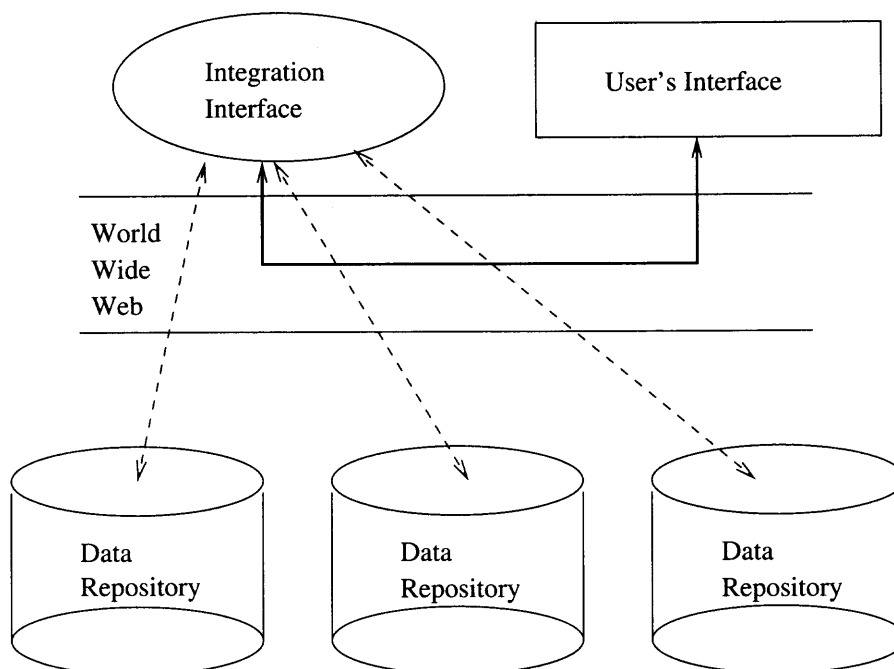 Integration
Interface
User's Interface
World
Wide
Web
Data
Repository
Data
Repository
Data
Repository